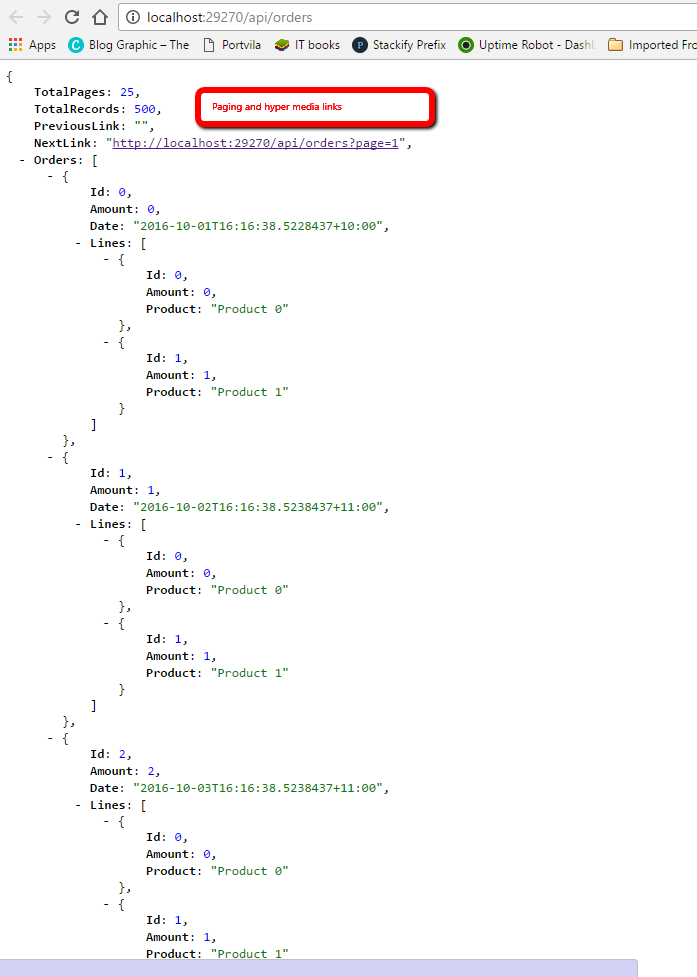 localhost:29270/api/orders
Apps Blog Graphic – The Portvila IT books Stackify Prefix Uptime Robot - Dash Imported Fro
{
TotalPages: 25,
Paging and hyper media links
TotalRecords: 500,
PreviousLink: "",
NextLink: "http://localhost:29270/api/orders?page=1",
- Orders: [
- {
Id: 0,
Amount: 0,
Date: "2016-10-01T16:16:38.5228437+10:00",
- Lines: [
- {
Id: 0,
Amount: 0,
Product: "Product 0"
},
- {
Id: 1,
Amount: 1,
Product: "Product 1"
}
]
},
- {
Id: 1,
Amount: 1,
Date: "2016-10-02T16:16:38.5238437+11:00",
- Lines: [
- {
Id: 0,
Amount: 0,
Product: "Product 0"
},
- {
Id: 1,
Amount: 1,
Product: "Product 1"
}
]
},
- {
Id: 2,
Amount: 2,
Date: "2016-10-03T16:16:38.5238437+11:00",
- Lines: [
- {
Id: 0,
Amount: 0,
Product: "Product 0"
},
- {
Id: 1,
Amount: 1,
Product: "Product 1"